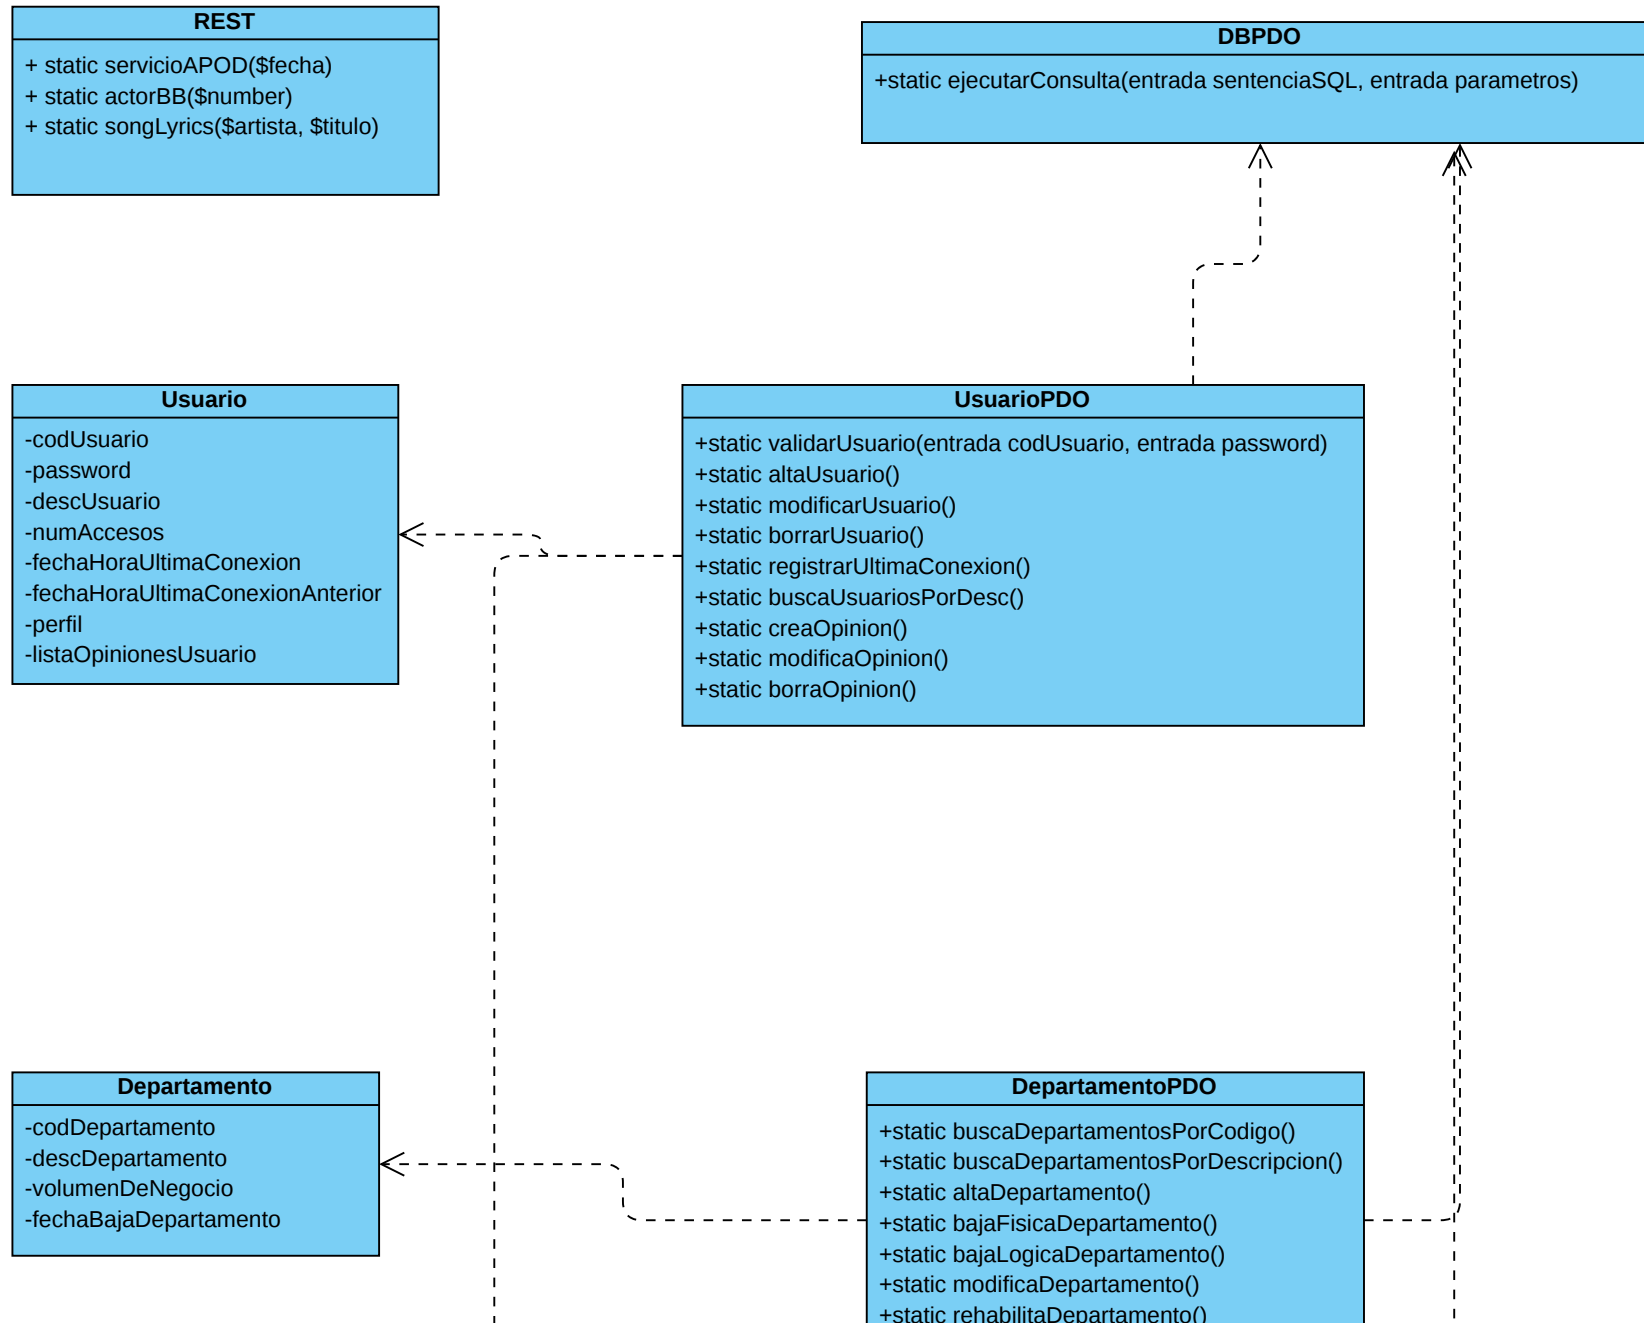 REST
+ static servicioAPOD($fecha)
+ static actorBB($number)
+ static songLyrics($artista, $titulo)
DBPDO
+static ejecutarConsulta(entrada sentenciaSQL, entrada parametros)
Usuario
-codUsuario
-password
-descUsuario
-numAccesos
-fechaHoraUltimaConexion
-fechaHoraUltimaConexionAnterior
-perfil
-listaOpinionesUsuario
UsuarioPDO
+static validarUsuario(entrada codUsuario, entrada password)
+static altaUsuario()
+static modificarUsuario()
+static borrarUsuario()
+static registrarUltimaConexion()
+static buscaUsuariosPorDesc()
+static creaOpinion()
+static modificaOpinion()
+static borraOpinion()
Departamento
-codDepartamento
-descDepartamento
-volumenDeNegocio
-fechaBajaDepartamento
DepartamentoPDO
+static buscaDepartamentosPorCodigo()
+static buscaDepartamentosPorDescripcion()
+static altaDepartamento()
+static bajaFisicaDepartamento()
+static bajaLogicaDepartamento()
+static modificaDepartamento()
+static rehabilitaDepartamento()